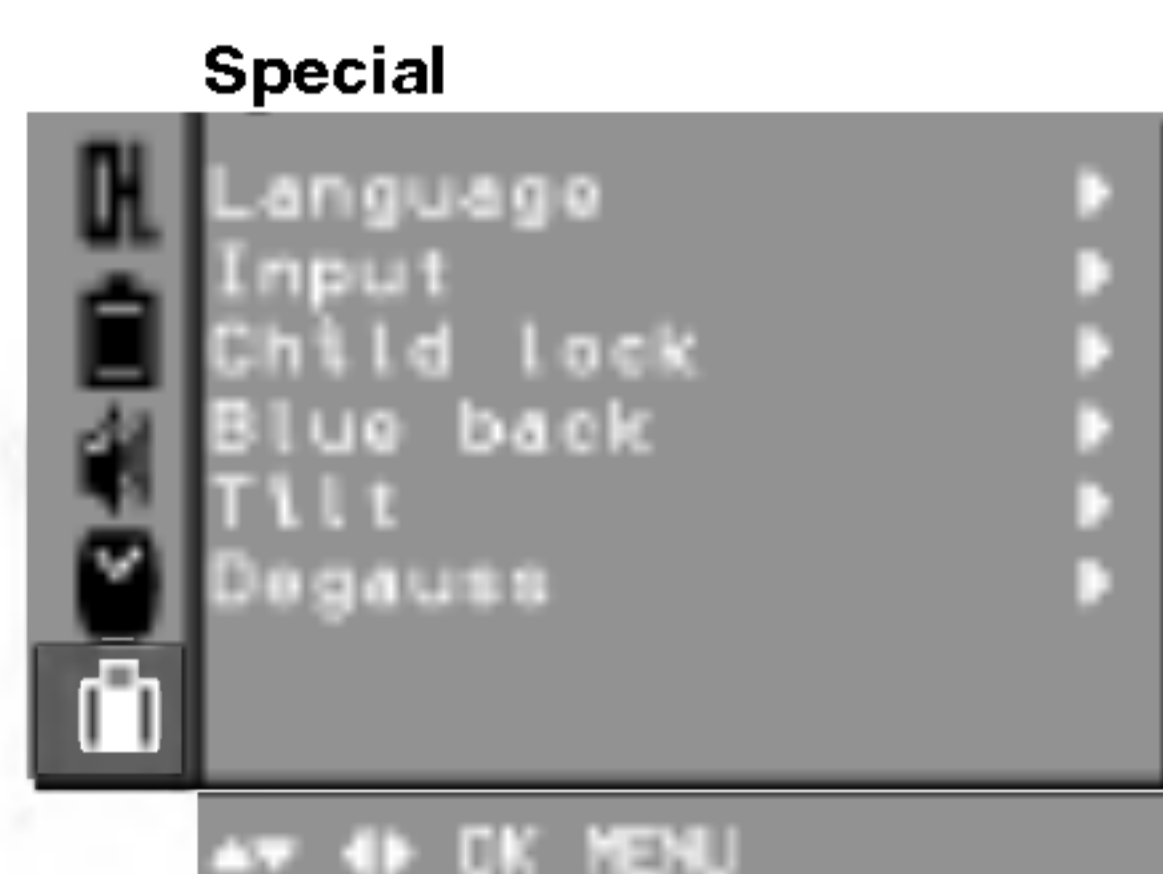 Special
Language
Input
Child lock
Blue back
Tilt
Degauss
▲▼ ◀▶ OK MENU